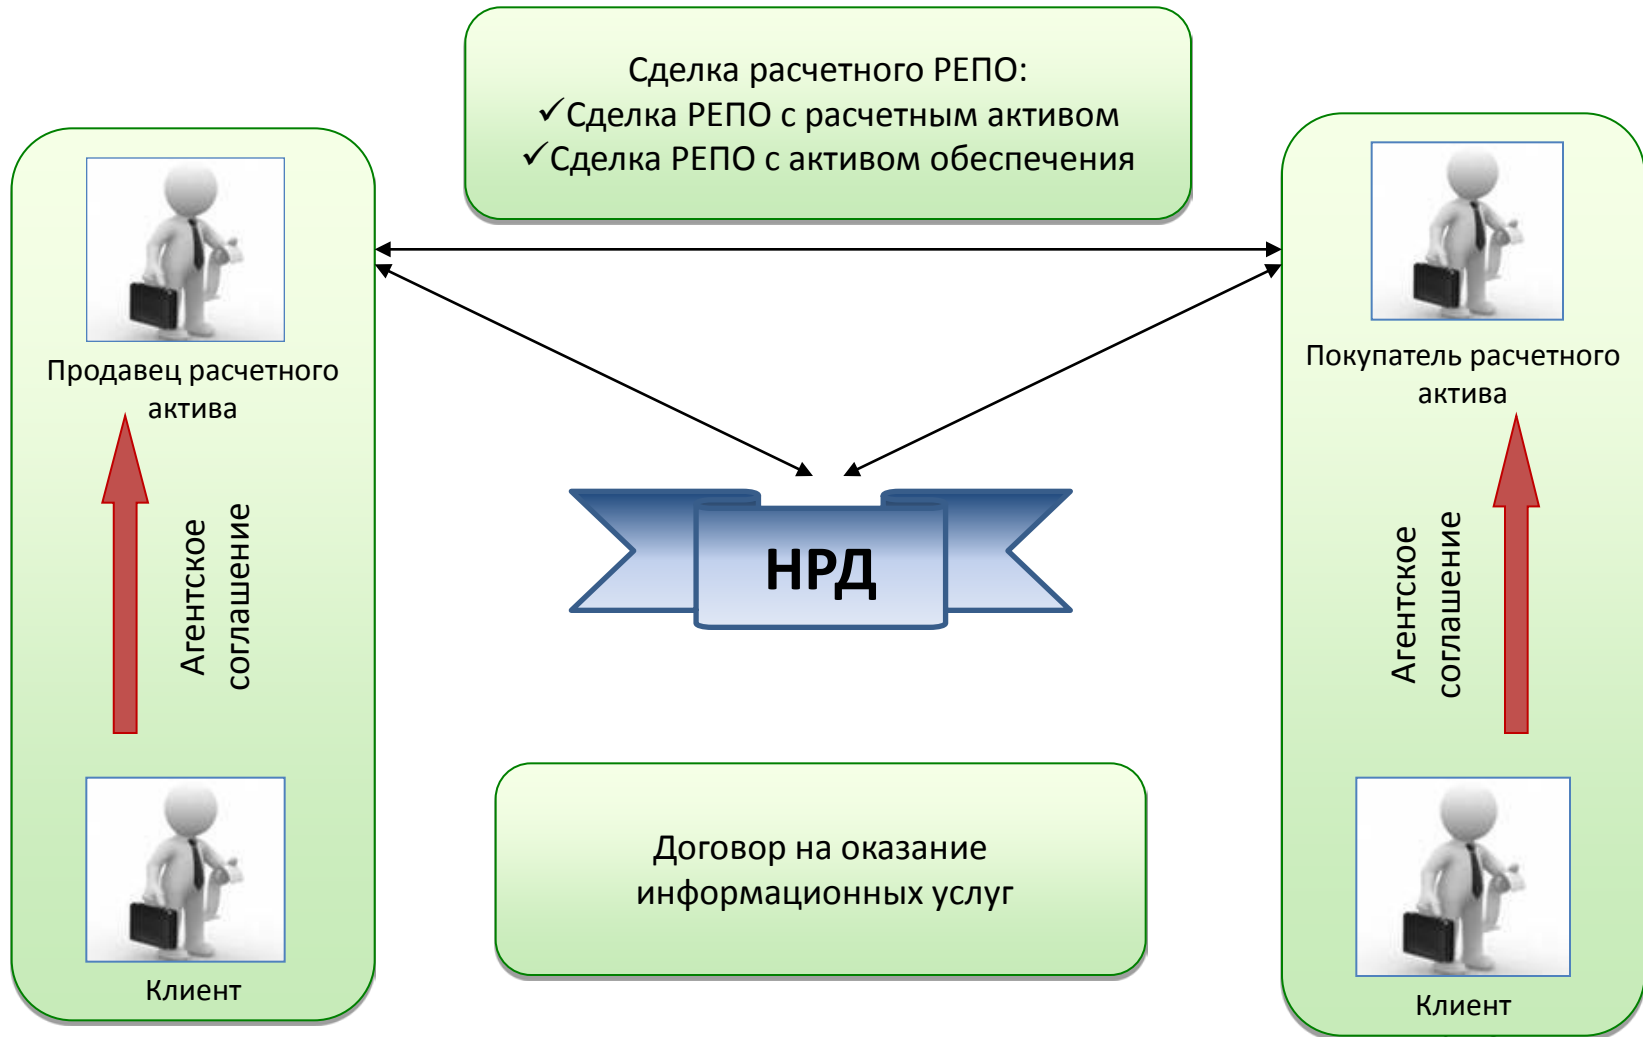 Сделка расчетного РЕПО:
✓Сделка РЕПО с расчетным активом
✓Сделка РЕПО с активом обеспечения
Продавец расчетного
актива
Агентское
соглашение
Клиент
НРД
Договор на оказание
информационных услуг
Покупатель расчетного
актива
Агентское
соглашение
Клиент